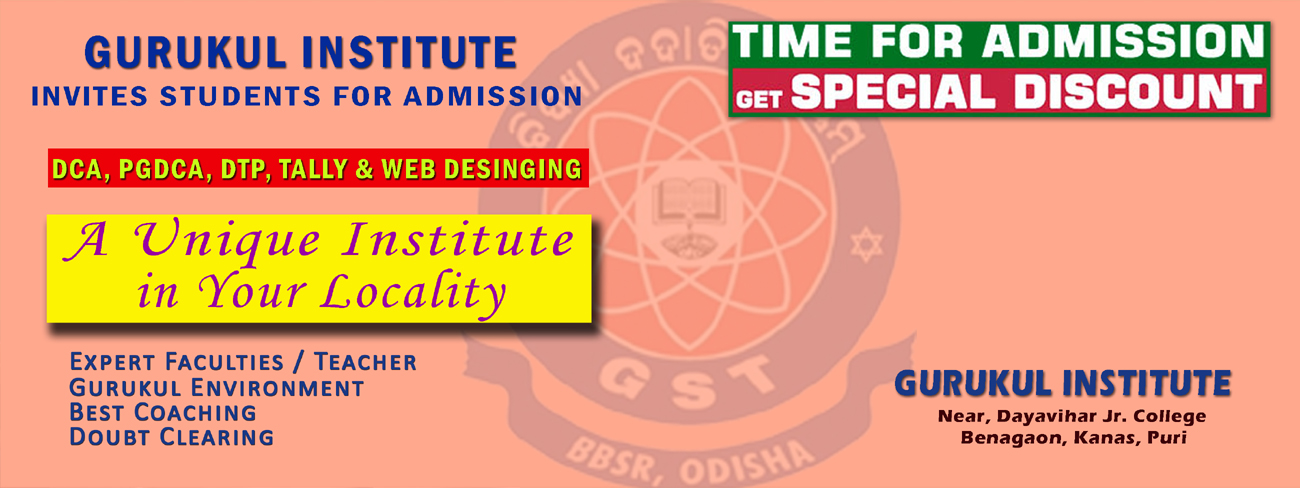 GURUKUL INSTITUTE
INVITES STUDENTS FOR ADMISSION
DCA, PGDCA, DTP, TALLY & WEB DESINGING
A Unique Institute
in Your Locality
EXPERT FACULTIES / TEACHER
GURUKUL ENVIRONMENT
BEST COACHING
DOUBT CLEARING
TIME FOR ADMISSION
GET SPECIAL DISCOUNT
GST
BBSR, ODISHA
GURUKUL INSTITUTE
Near, Dayavihar Jr. College
Benagaon, Kanas, Puri